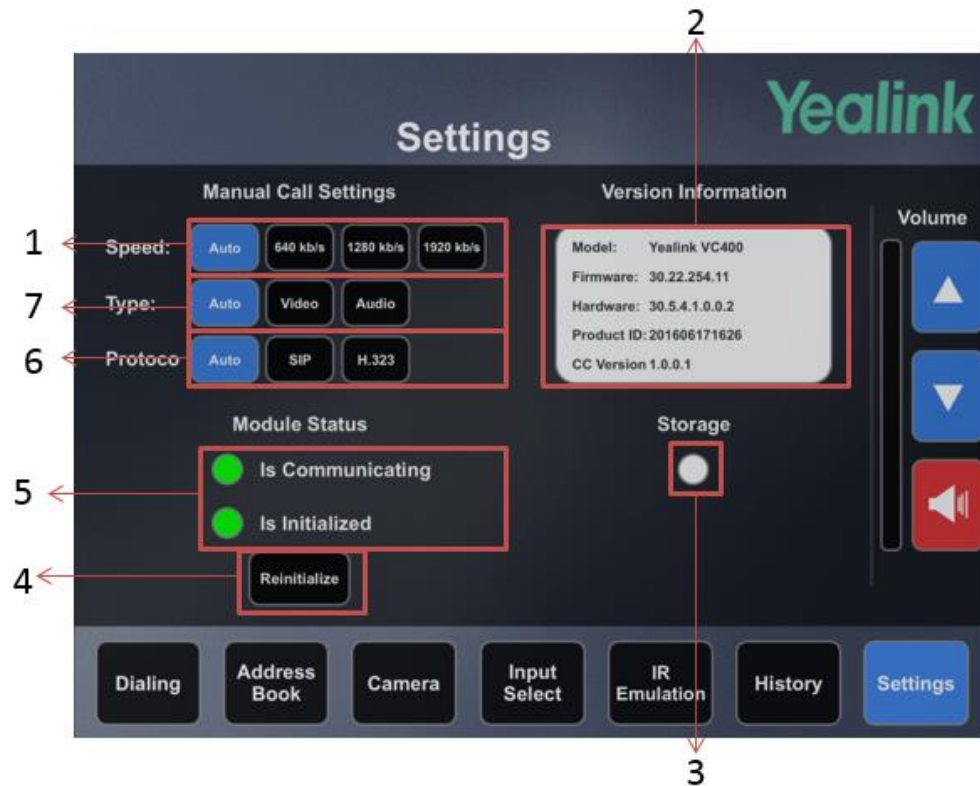 2
Yealink
Settings
Manual Call Settings
Version Information
Volume
1
Speed:
Auto
640 kb/s
1280 kb/s
1920 kb/s
Model: Yealink VC400
Firmware: 30.22.254.11
Hardware: 30.5.4.1.0.0.2
Product ID: 201606171626
CC Version 1.0.0.1
7
Type:
Auto
Video
Audio
6
Protoco
Auto
SIP
H.323
Module Status
Storage
5
Is Communicating
Is Initialized
4
Reinitialize
Dialing
Address
Book
Camera
Input
Select
IR
Emulation
History
Settings
3